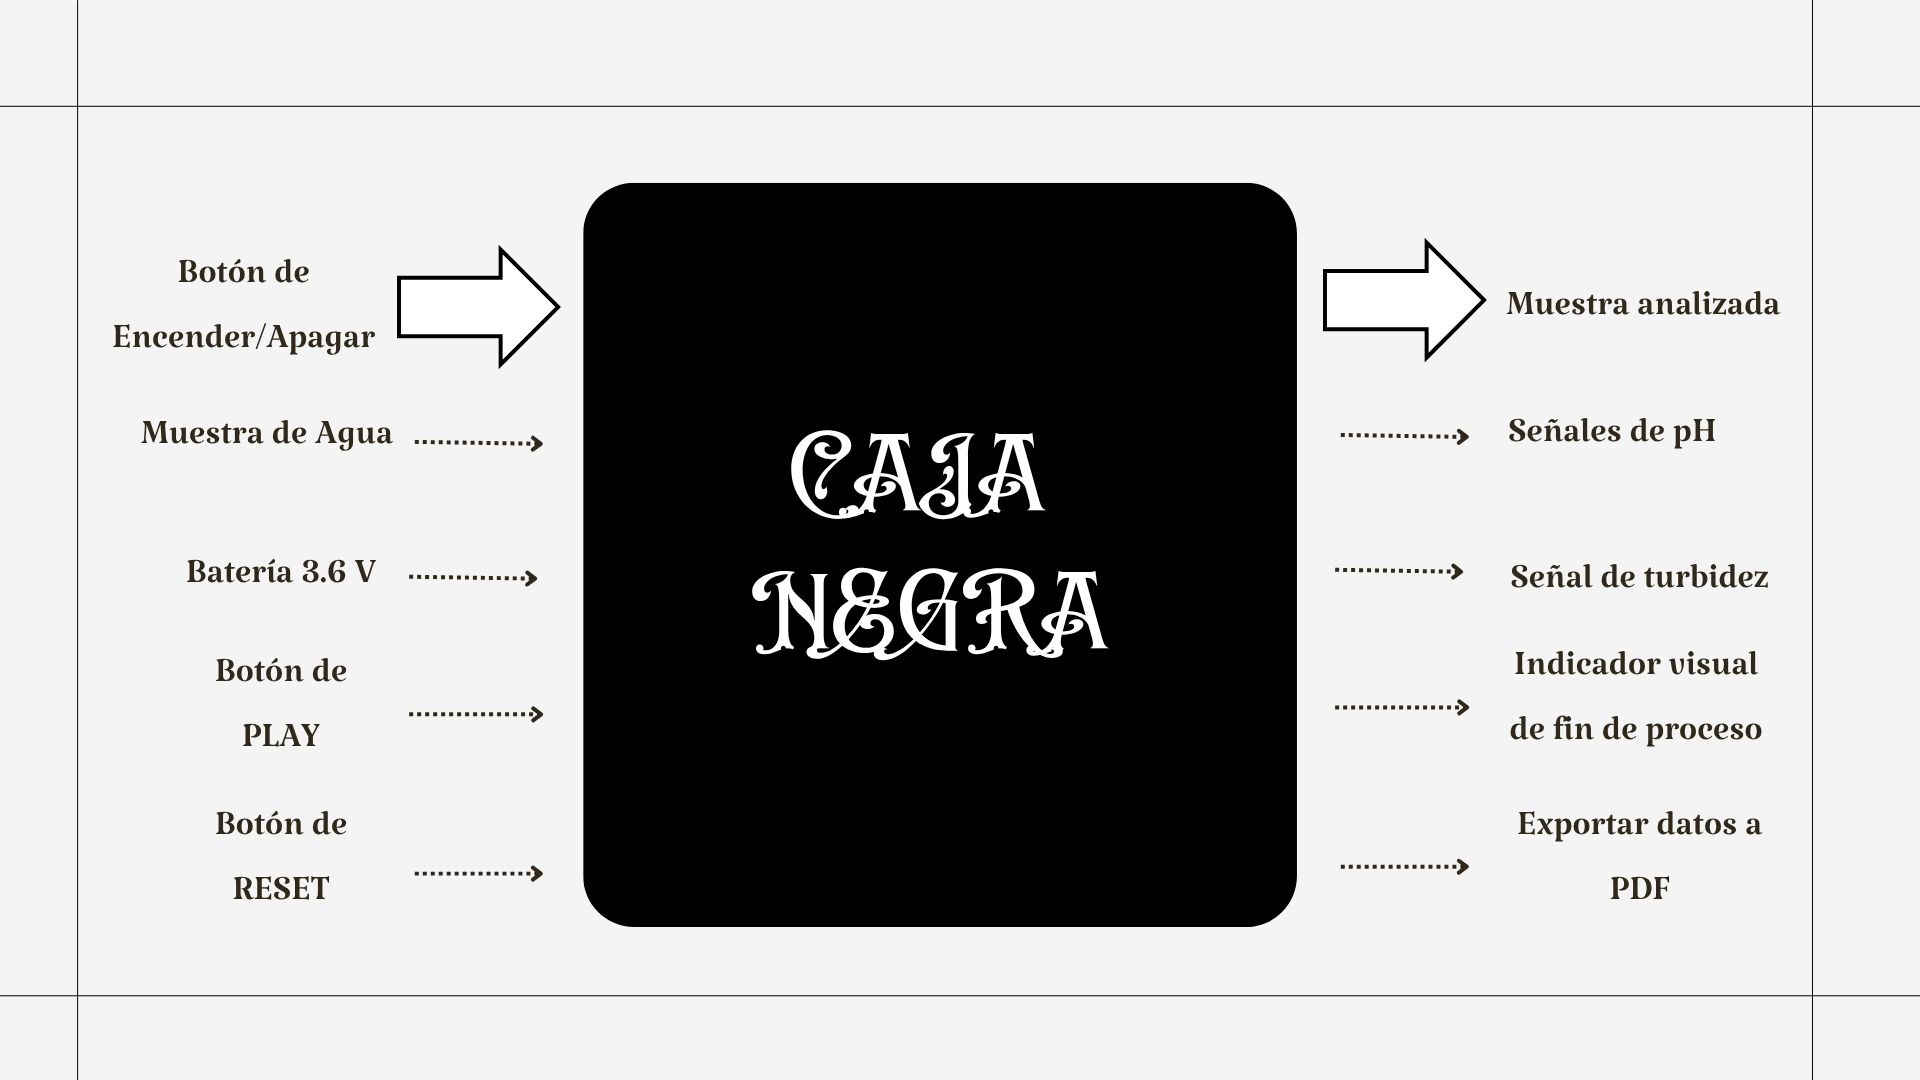 Botón de
Encender/Apagar
Muestra de Agua
Batería 3.6 V
Botón de
PLAY
Botón de
RESET
CAJA
NEGRA
Muestra analizada
Señales de pH
Señal de turbidez
Indicador visual
de fin de proceso
Exportar datos a
PDF